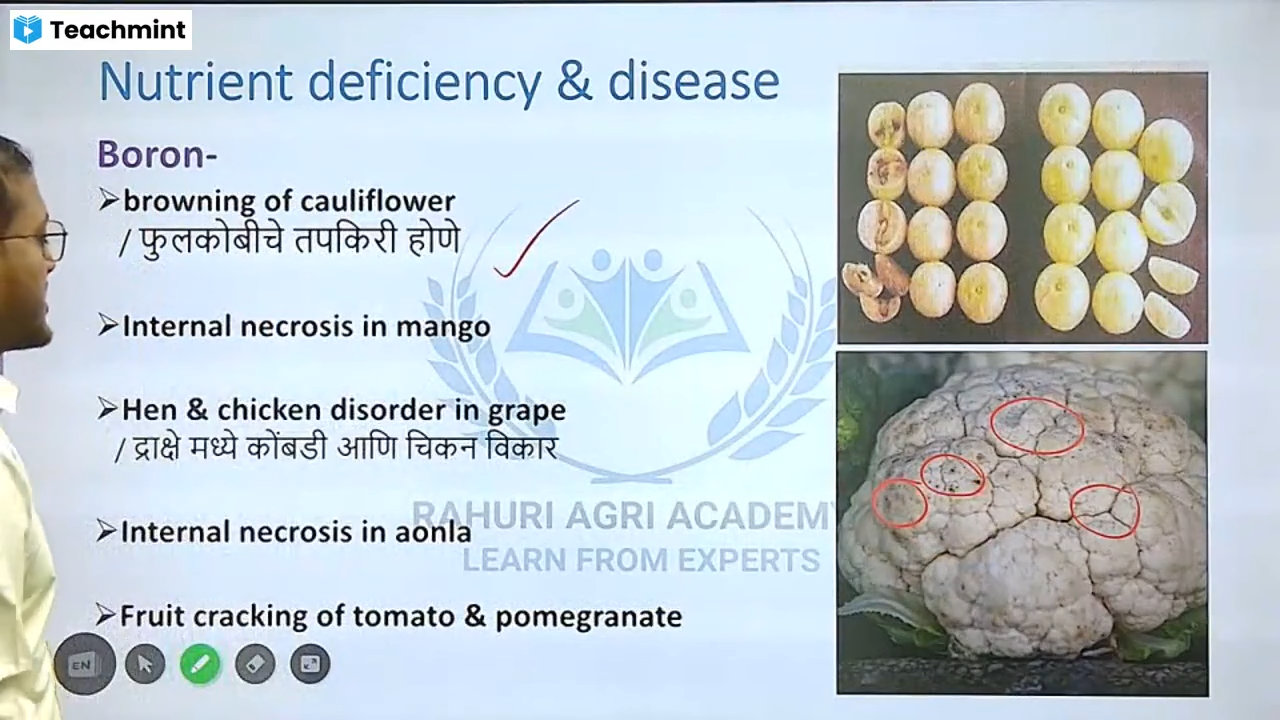 Teachmint
Nutrient deficiency & disease
Boron-
➢browning of cauliflower
/ फुलकोबीचे तपकिरी होणे
➢Internal necrosis in mango
➢Hen & chicken disorder in grape
/ द्राक्षे मध्ये कोंबडी आणि चिकन विकार
RAHURI AGRI ACADEMY
➢Internal necrosis in aonla
LEARN FROM EXPERTS
➢Fruit cracking of tomato & pomegranate
EN